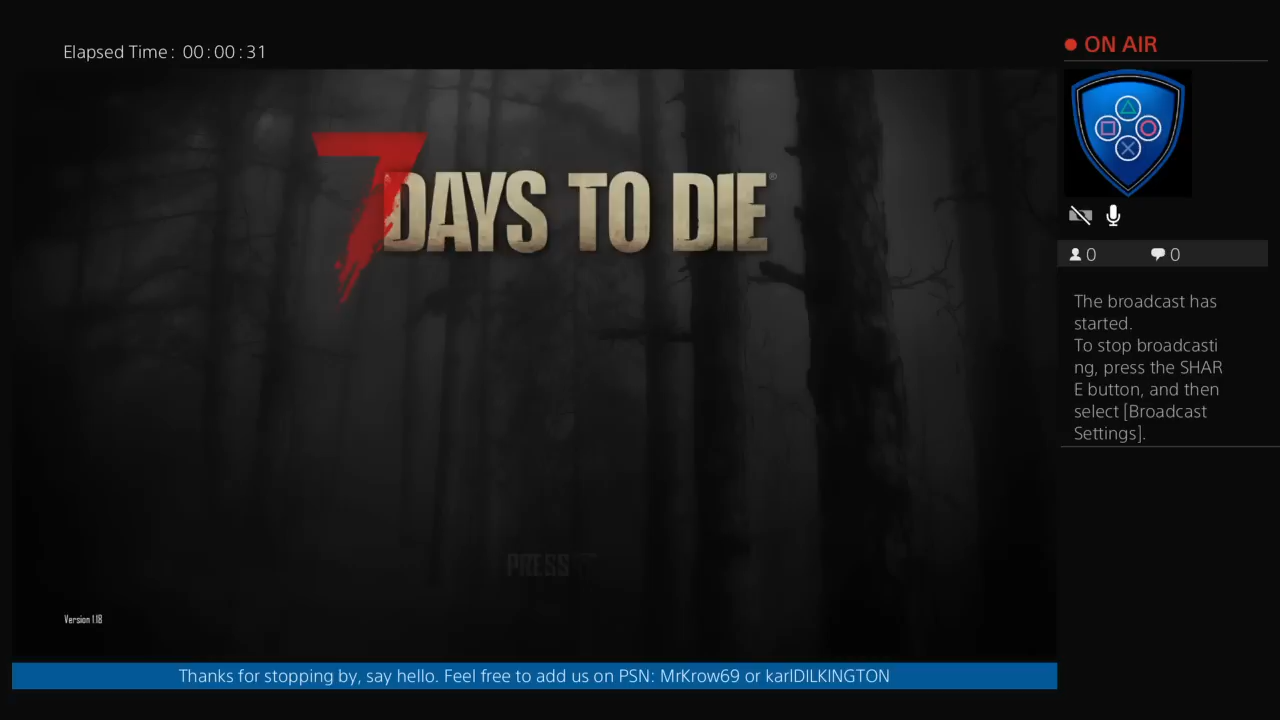 Elapsed Time: 00:00:31
ON AIR
7 DAYS TO DIE®
0
0
The broadcast has
started.
To stop broadcasti
ng, press the SHAR
E button, and then
select [Broadcast
Settings].
PRESS
Version 1.18
Thanks for stopping by, say hello. Feel free to add us on PSN: MrKrow69 or karlDILKINGTON